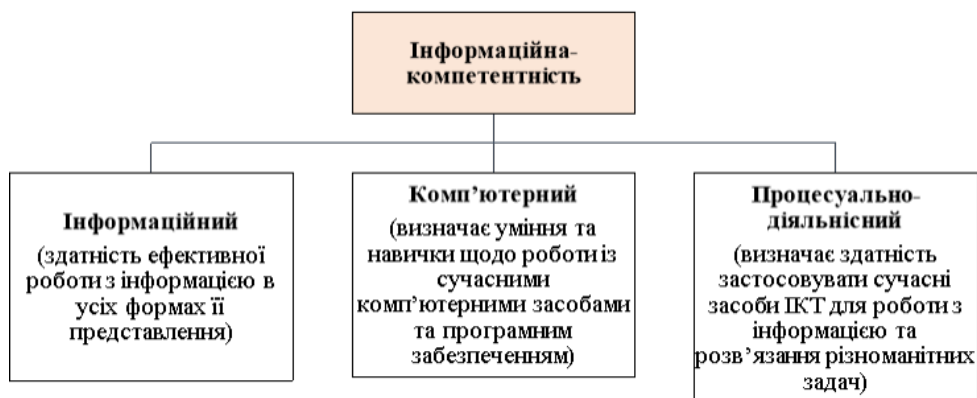 Інформаційна-
компетентність
Інформаційний
(здатність ефективної
роботи з інформацією в
усіх формах її
представлення)
Комп’ютерний
(визначає уміння та
навички щодо роботи із
сучасними
комп’ютерними засобами
та програмним
забезпеченням)
Процесуально-
діяльнісний
(визначає здатність
застосовувати сучасні
засоби ІКТ для роботи з
інформацією та
розв’язання різноманітних
задач)